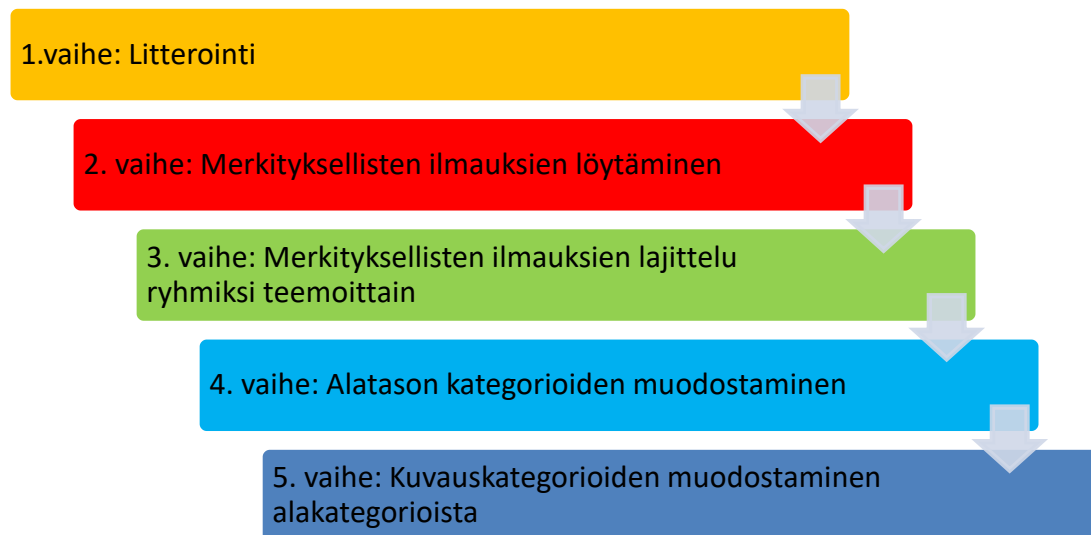 1.vaihe: Litterointi
2. vaihe: Merkityksellisten ilmauksien löytäminen
3. vaihe: Merkityksellisten ilmauksien lajittelu
ryhmiksi teemoittain
4. vaihe: Alatason kategorioiden muodostaminen
5. vaihe: Kuvauskategorioiden muodostaminen
alakategorioista